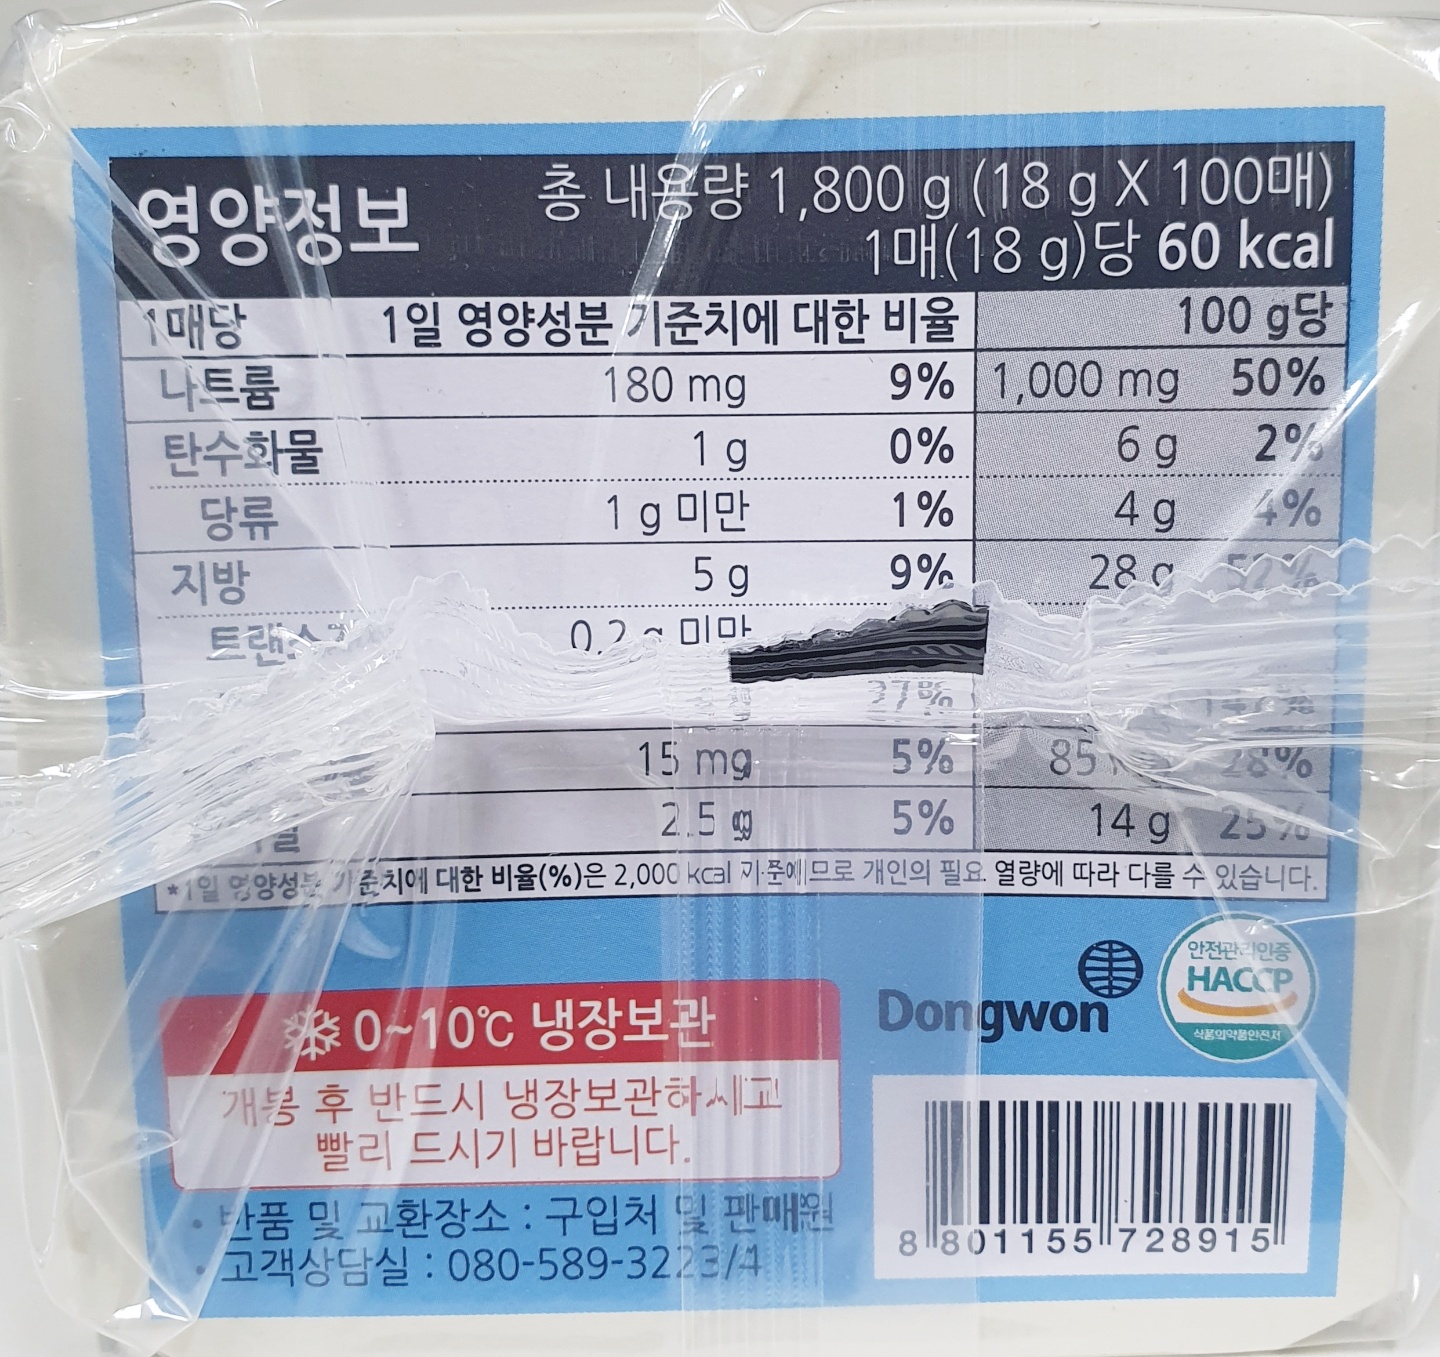 영양정보
총 내용량 1,800 g (18 g X 100매)
1매(18 g)당 60 kcal
1매당 1일 영양성분 기준치에 대한 비율 100 g당
나트륨 180 mg 9% 1,000 mg 50%
탄수화물 1 g 0% 6 g 2%
당류 1 g 미만 1% 4 g 4%
지방 5 g 9% 28 g 52%
0.2 g 미만
37% 147%
15 mg 5% 28%
2.5 g 5% 14 g 25%
*1일 영양성분 기준치에 대한 비율(%)은 2,000 kcal 기준이므로 개인의 필요 열량에 따라 다를 수 있습니다.
Dongwon
안전관리인증
HACCP
식품의약품안전처
0~10℃ 냉장보관
개봉 후 반드시 냉장보관하시고
빨리 드시기 바랍니다.
• 반품 및 교환장소 : 구입처 및 판매원
• 고객상담실 : 080-589-3223/4
8 801155 728915